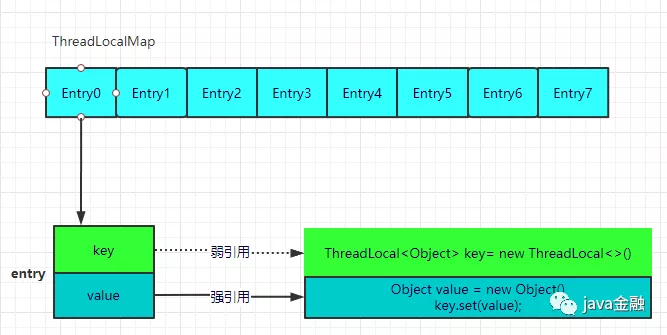 ThreadLocalMap
Entry0 Entry1 Entry2 Entry3 Entry4 Entry5 Entry6 Entry7
key 弱引用 ThreadLocal<Object> key= new ThreadLocal<>()
entry
value 强引用 Object value = new Object()
key.set(value);
java金融